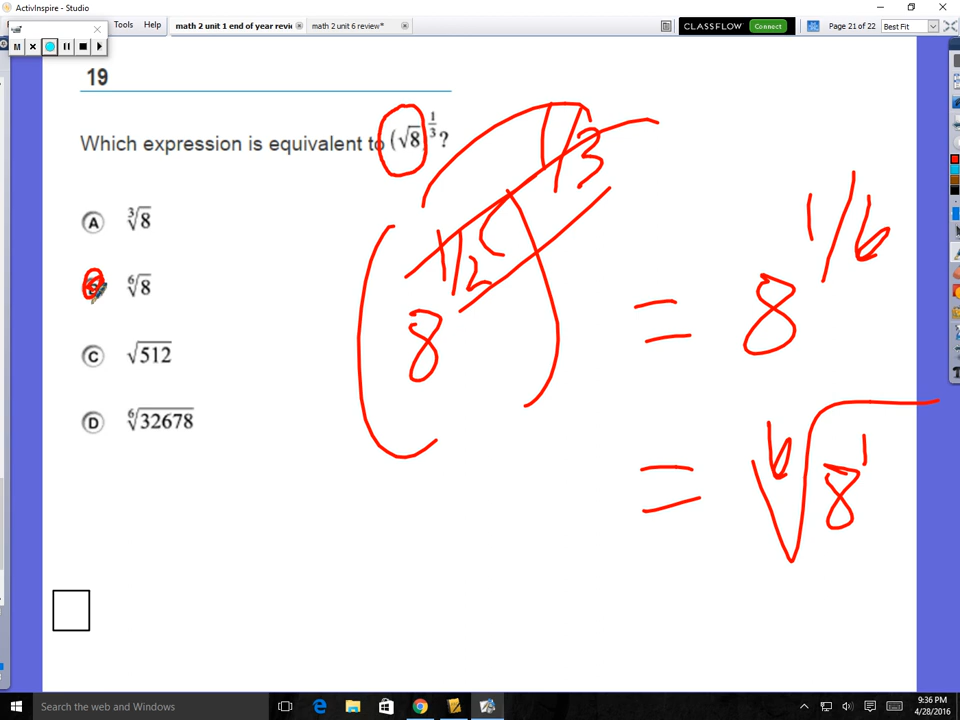 ActivInspire - Studio
Tools Help math 2 unit 1 end of year revi math 2 unit 6 review* CLASSFLOW Connect Page 21 of 22 Best Fit
M
19
Which expression is equivalent to (√8)^1/3?
A ∛8
⁶√8
C √512
D ⁶√32678
(8^1/2)^1/3
= 8^1/6
= ⁶√8^1
Search the web and Windows
9:36 PM
4/28/2016